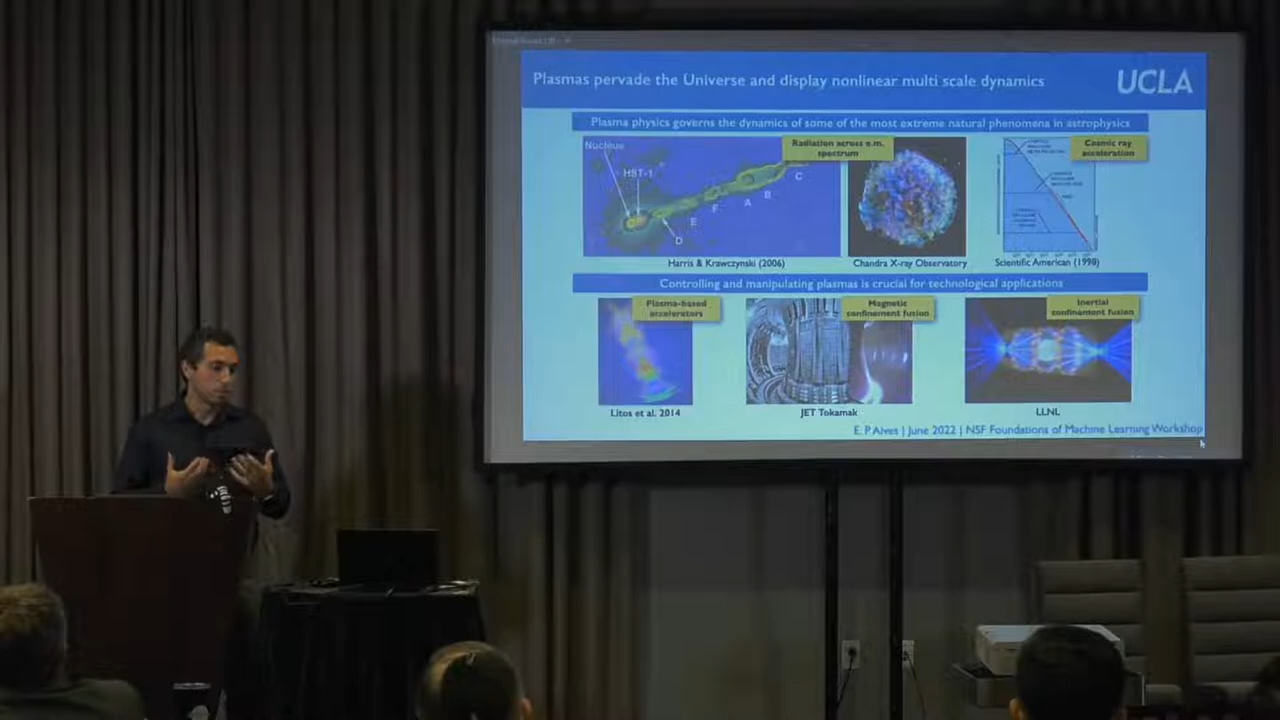 Plasmas pervade the Universe and display nonlinear multi scale dynamics
UCLA
Plasma physics governs the dynamics of some of the most extreme natural phenomena in astrophysics
Nucleus
HST-1
D
E
F
A
B
C
Radiation across e.m.
spectrum
Cosmic ray
acceleration
Harris & Krawczynski (2006)
Chandra X-ray Observatory
Scientific American (1998)
Controlling and manipulating plasmas is crucial for technological applications
Plasma-based
accelerators
Magnetic
confinement fusion
Inertial
confinement fusion
Litos et al. 2014
JET Tokamak
LLNL
E. P. Alves | June 2022 | NSF Foundations of Machine Learning Workshop